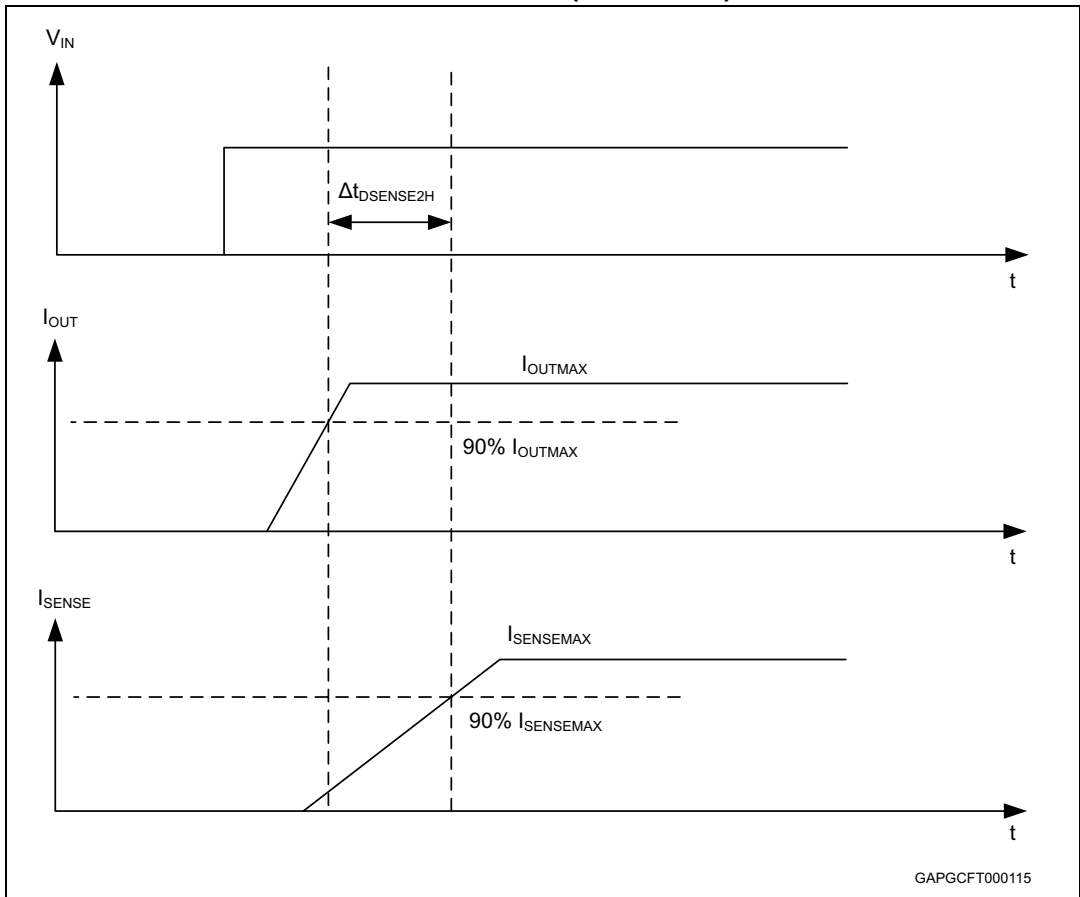 V_IN
Δt_DSENSE2H
t
I_OUT
I_OUTMAX
90% I_OUTMAX
t
I_SENSE
I_SENSEMAX
90% I_SENSEMAX
t
GAPGCFT000115